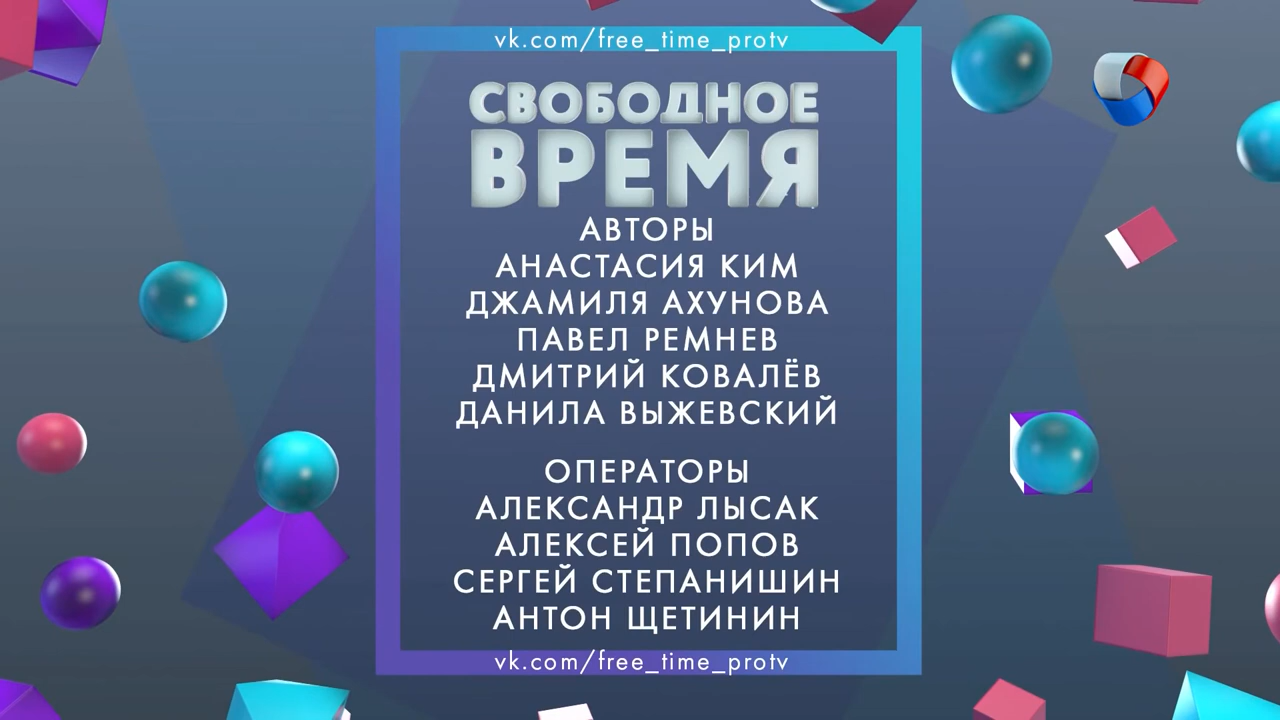 vk.com/free_time_protv
СВОБОДНОЕ
ВРЕМЯ
АВТОРЫ
АНАСТАСИЯ КИМ
ДЖАМИЛЯ АХУНОВА
ПАВЕЛ РЕМНЕВ
ДМИТРИЙ КОВАЛЁВ
ДАНИЛА ВЫЖЕВСКИЙ
ОПЕРАТОРЫ
АЛЕКСАНДР ЛЫСАК
АЛЕКСЕЙ ПОПОВ
СЕРГЕЙ СТЕПАНИШИН
АНТОН ЩЕТИНИН
vk.com/free_time_protv